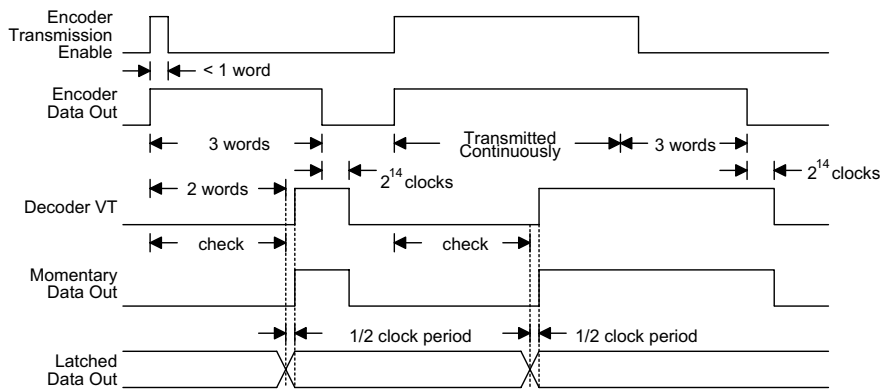 Encoder
Transmission
Enable
< 1 word
Encoder
Data Out
3 words
Transmitted
Continuously
3 words
2^14 clocks
2^14 clocks
2 words
Decoder VT
check
check
Momentary
Data Out
1/2 clock period
1/2 clock period
Latched
Data Out